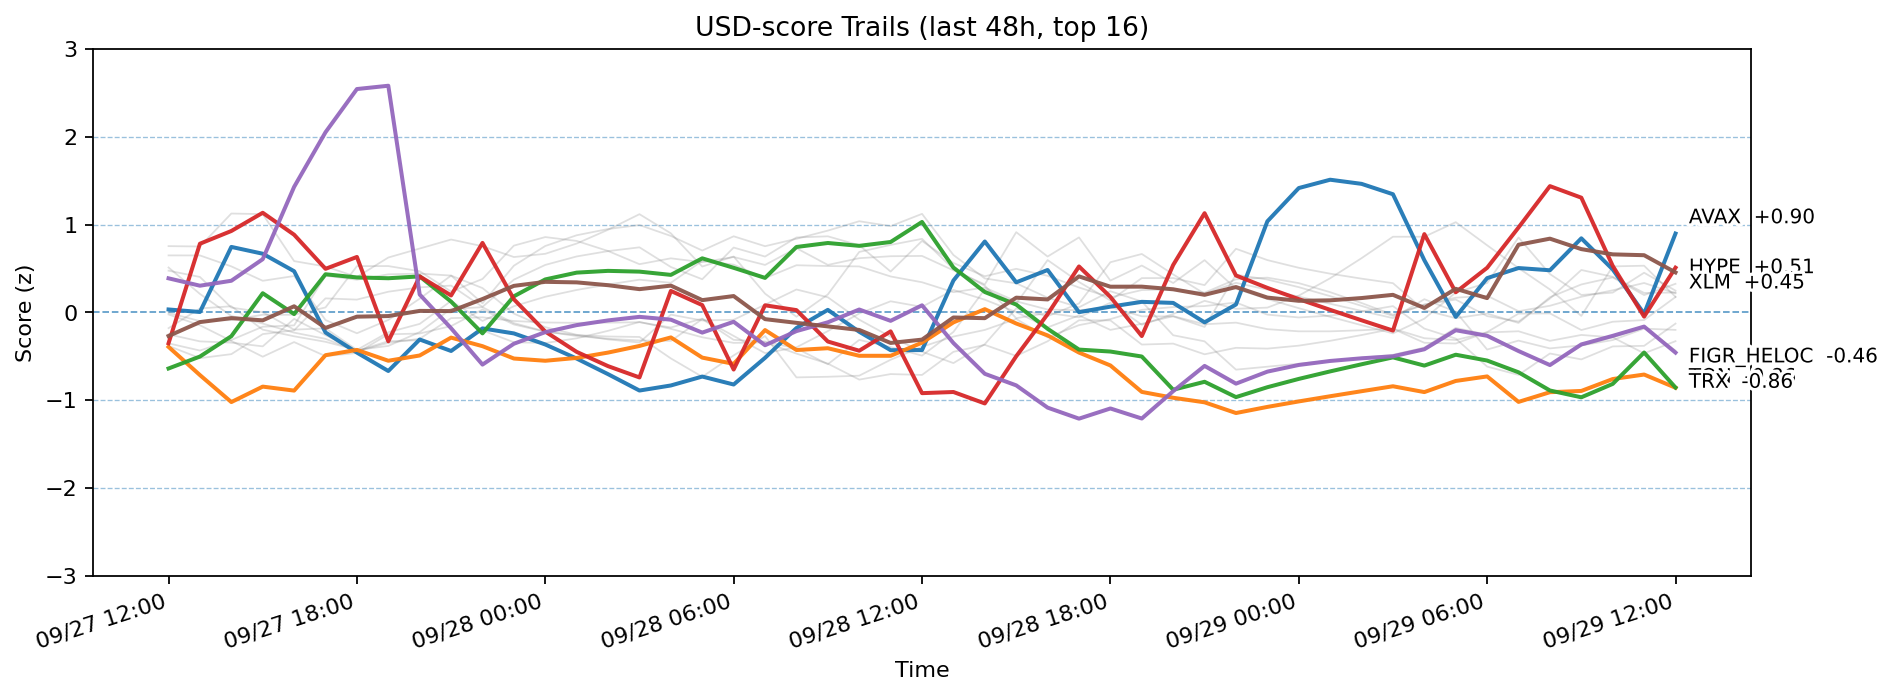 USD-score Trails (last 48h, top 16)
Score (z)
3
2
1
0
−1
−2
−3
AVAX +0.90
HYPE +0.51
XLM +0.45
FIGR_HELOC -0.46
TRX -0.86
09/27 12:00
09/27 18:00
09/28 00:00
09/28 06:00
09/28 12:00
09/28 18:00
09/29 00:00
09/29 06:00
09/29 12:00
Time